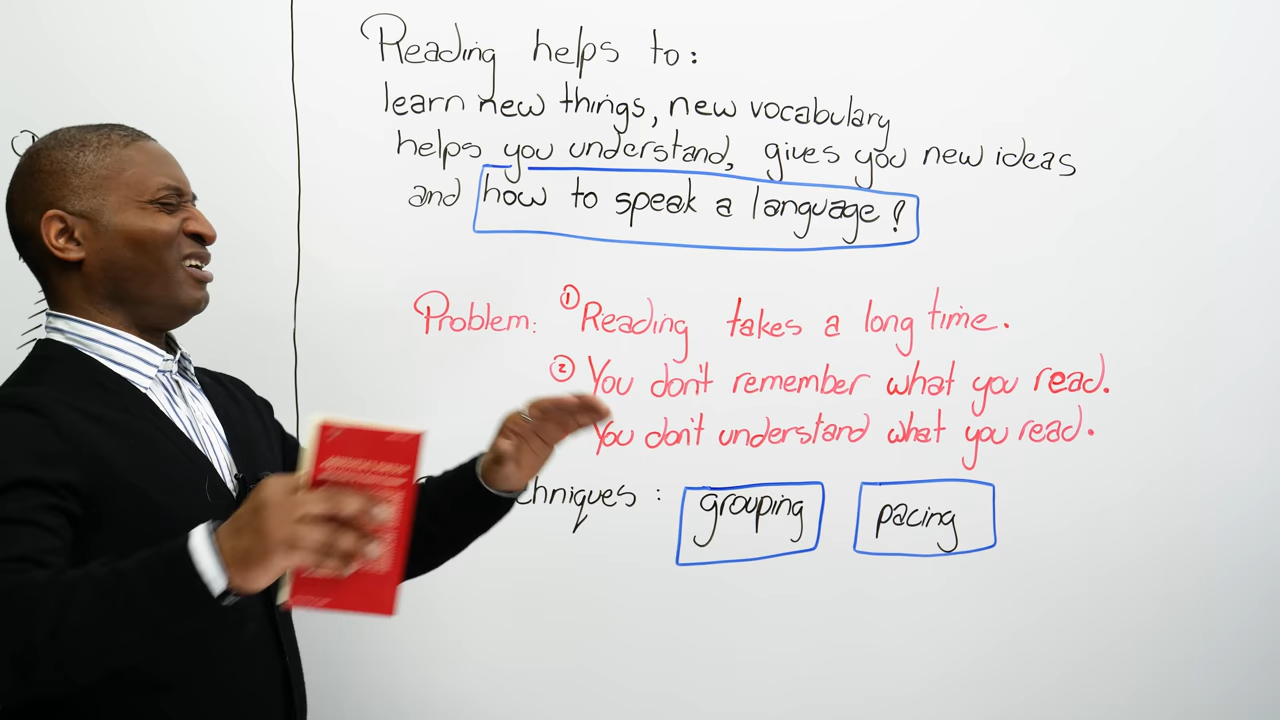 Reading helps to:
learn new things, new vocabulary
helps you understand, gives you new ideas
and how to speak a language!
Problem: ① Reading takes a long time.
② You don't remember what you read.
You don't understand what you read.
chniques : grouping pacing